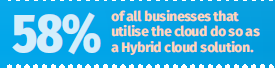 58%
of all businesses that
utilise the cloud do so as
a Hybrid cloud solution.